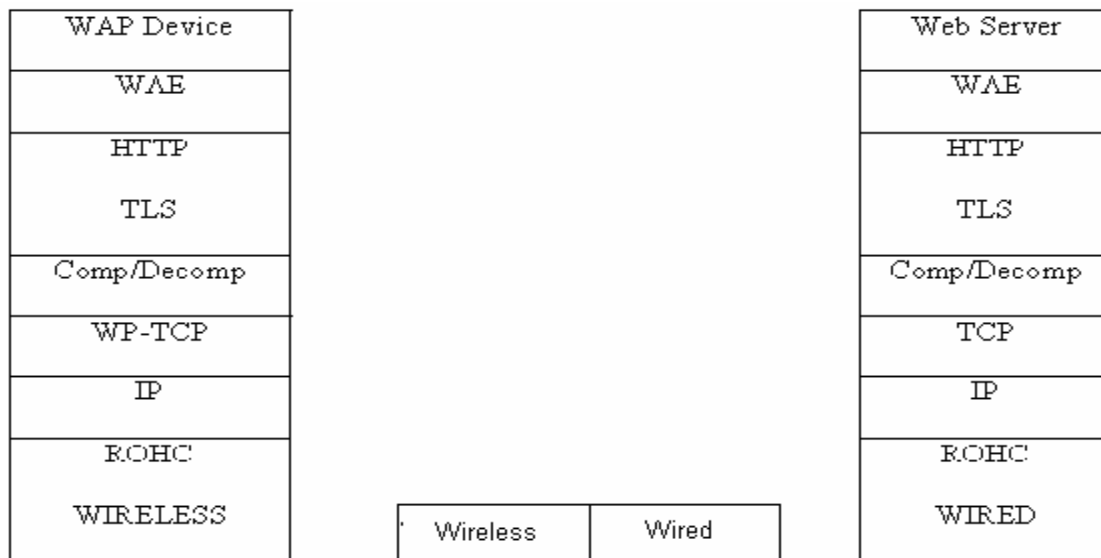 WAP Device
WAE
HTTP
TLS
Comp/Decomp
WP-TCP
IP
ROHC
WIRELESS
Wireless
Wired
Web Server
WAE
HTTP
TLS
Comp/Decomp
TCP
IP
ROHC
WIRED